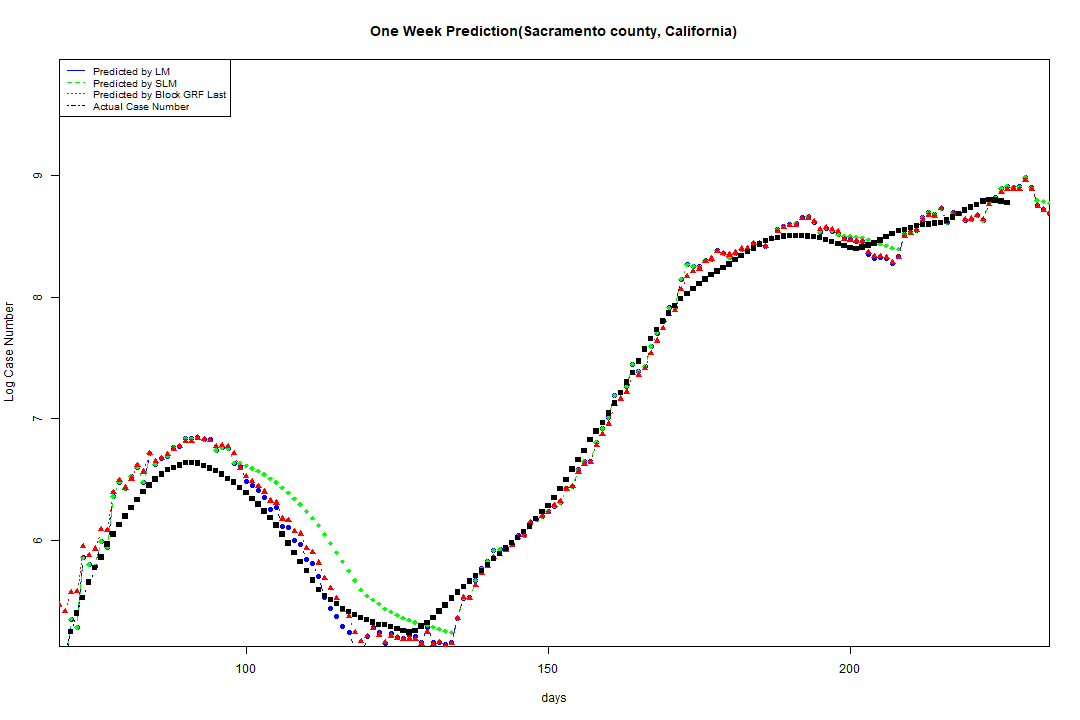 One Week Prediction(Sacramento county, California)
Predicted by LM
Predicted by SLM
Predicted by Block GRF Last
Actual Case Number
9
8
7
6
Log Case Number
100 150 200
days